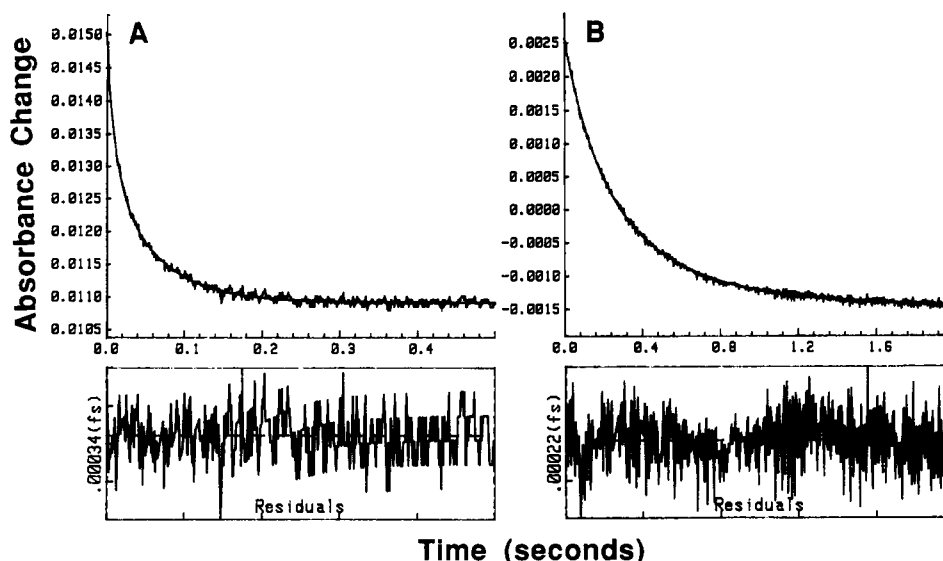 A
B
Absorbance Change
0.0150
0.0145
0.0140
0.0135
0.0130
0.0125
0.0120
0.0115
0.0110
0.0105
0.0 0.1 0.2 0.3 0.4
0.0025
0.0020
0.0015
0.0010
0.0005
0.0000
-0.0005
-0.0010
-0.0015
0.0 0.4 0.8 1.2 1.6
.00034(fs)
Residuals
.00022(fs)
Residuals
Time (seconds)